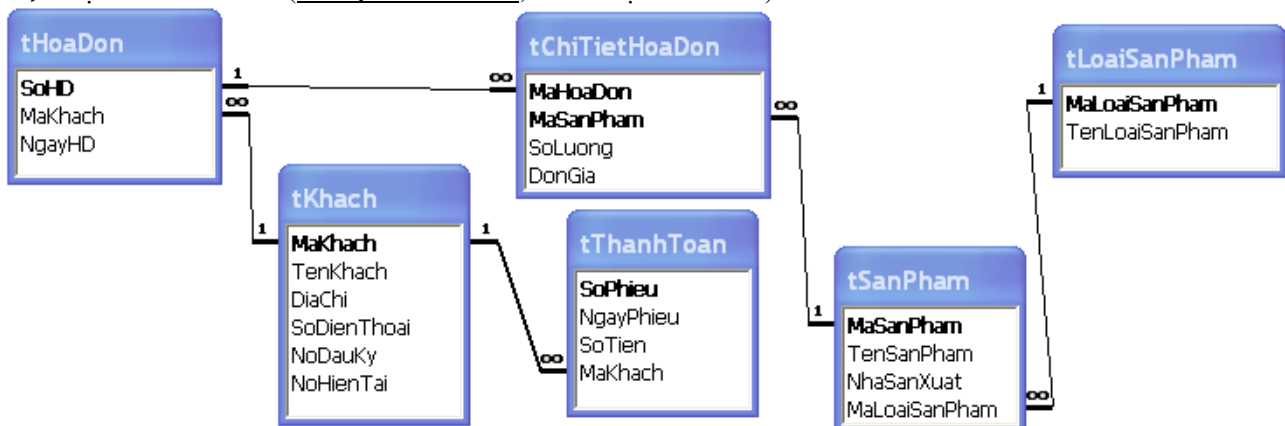 tHoaDon
SoHD
MaKhach
NgayHD
1
∞
tChiTietHoaDon
MaHoaDon
MaSanPham
SoLuong
DonGia
∞
∞
tLoaiSanPham
MaLoaiSanPham
TenLoaiSanPham
1
tKhach
MaKhach
TenKhach
DiaChi
SoDienThoai
NoDauKy
NoHienTai
1
1
tThanhToan
SoPhieu
NgayPhieu
SoTien
MaKhach
∞
tSanPham
MaSanPham
TenSanPham
NhaSanXuat
MaLoaiSanPham
1
∞